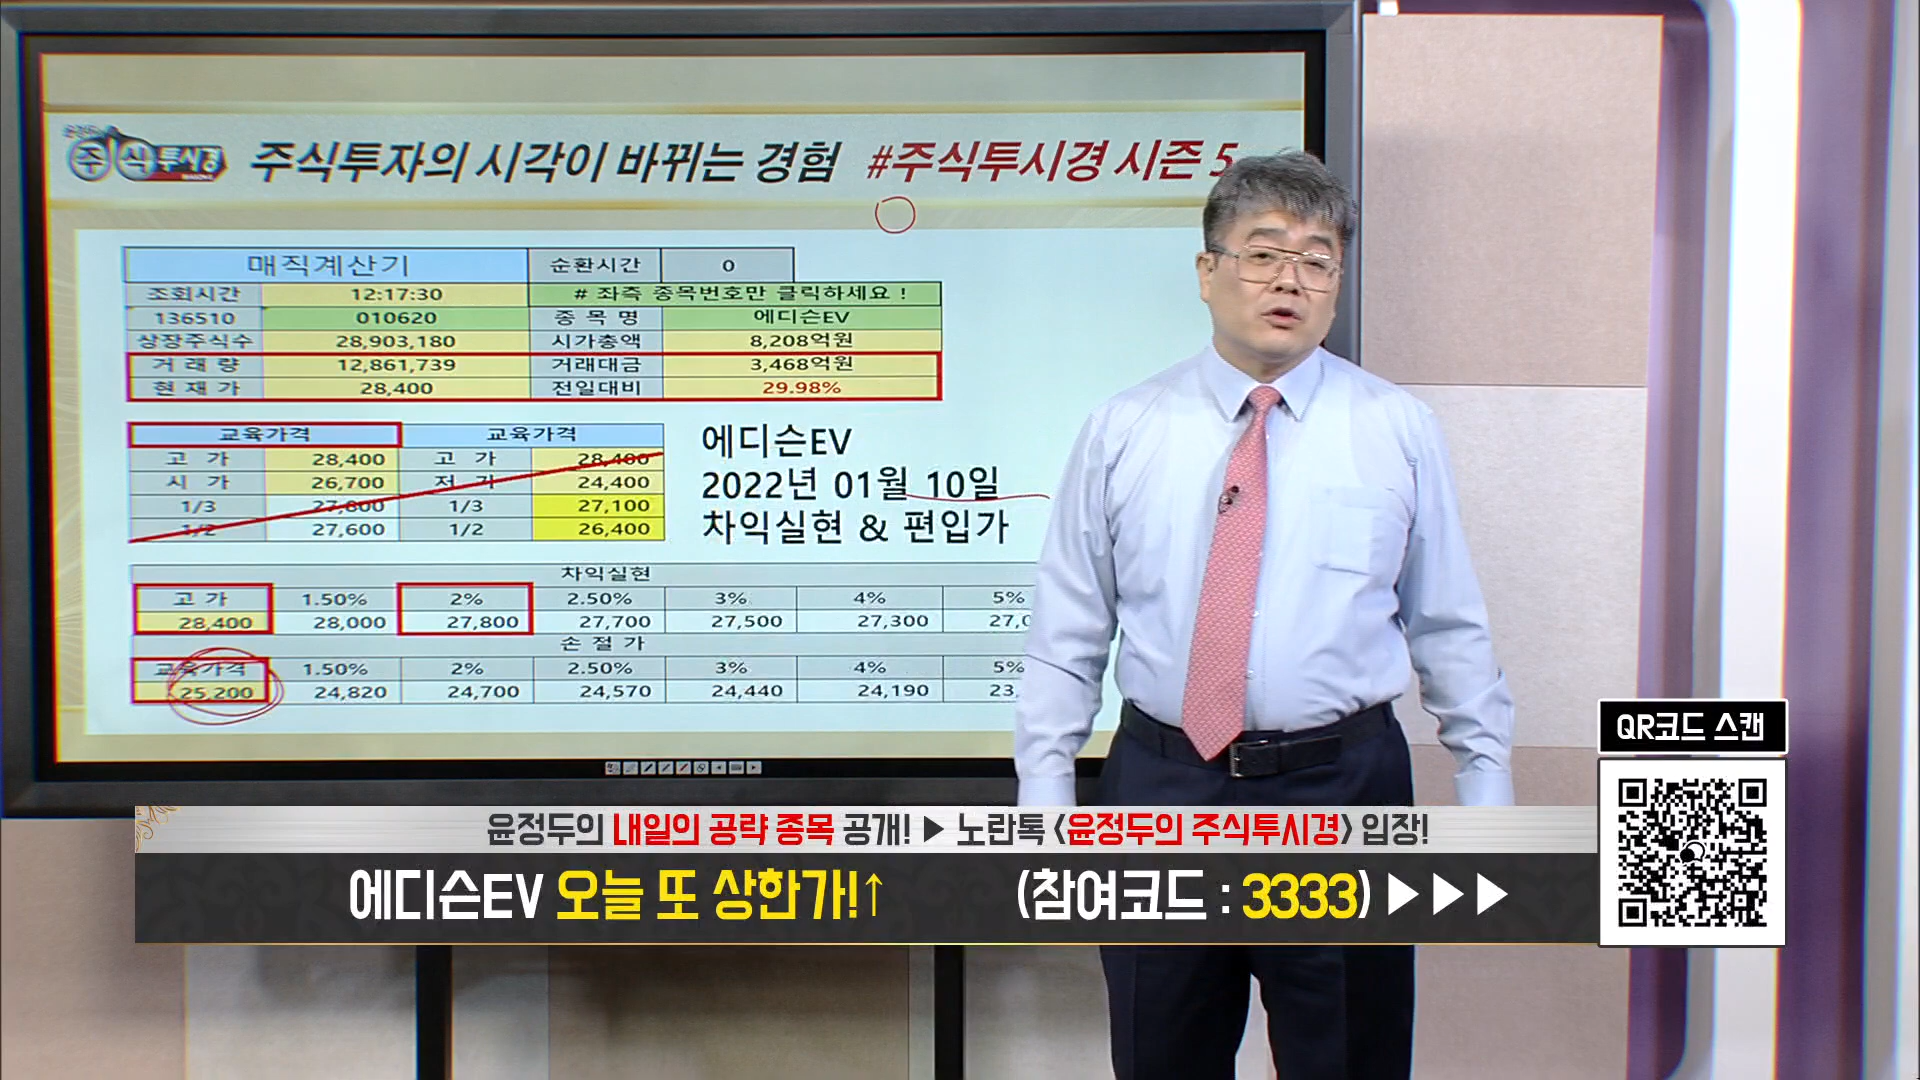 주식투시경
주식투자의 시각이 바뀌는 경험 #주식투시경 시즌 5
매직계산기 순환시간 0
조회시간 12:17:30 # 좌측 종목번호만 클릭하세요 !
136510 010620 종 목 명 에디슨EV
상장주식수 28,903,180 시가총액 8,208억원
거 래 량 12,861,739 거래대금 3,468억원
현 재 가 28,400 전일대비 29.98%
교육가격 교육가격
고 가 28,400 고 가 28,400
시 가 26,700 저 가 24,400
1/3 27,800 1/3 27,100
1/2 27,600 1/2 26,400
에디슨EV
2022년 01월 10일
차익실현 & 편입가
차익실현
고 가 1.50% 2% 2.50% 3% 4% 5%
28,400 28,000 27,800 27,700 27,500 27,300
손 절 가
교육가격 1.50% 2% 2.50% 3% 4% 5%
25,200 24,820 24,700 24,570 24,440 24,190
QR코드 스캔
윤정두의 내일의 공략 종목 공개! ▶ 노란톡 <윤정두의 주식투시경> 입장!
에디슨EV 오늘 또 상한가!↑ (참여코드 : 3333) ▶ ▶ ▶